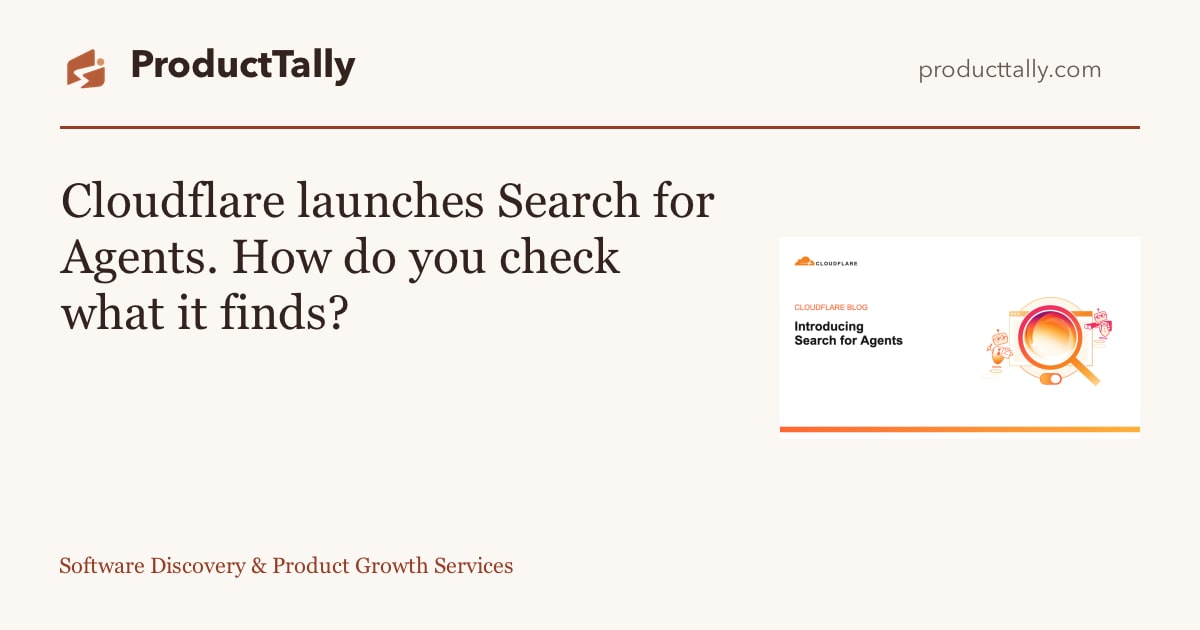 ProductTally
producttally.com
Cloudflare launches Search for
Agents. How do you check
what it finds?
CLOUDFLARE
CLOUDFLARE BLOG
Introducing
Search for Agents
Software Discovery & Product Growth Services